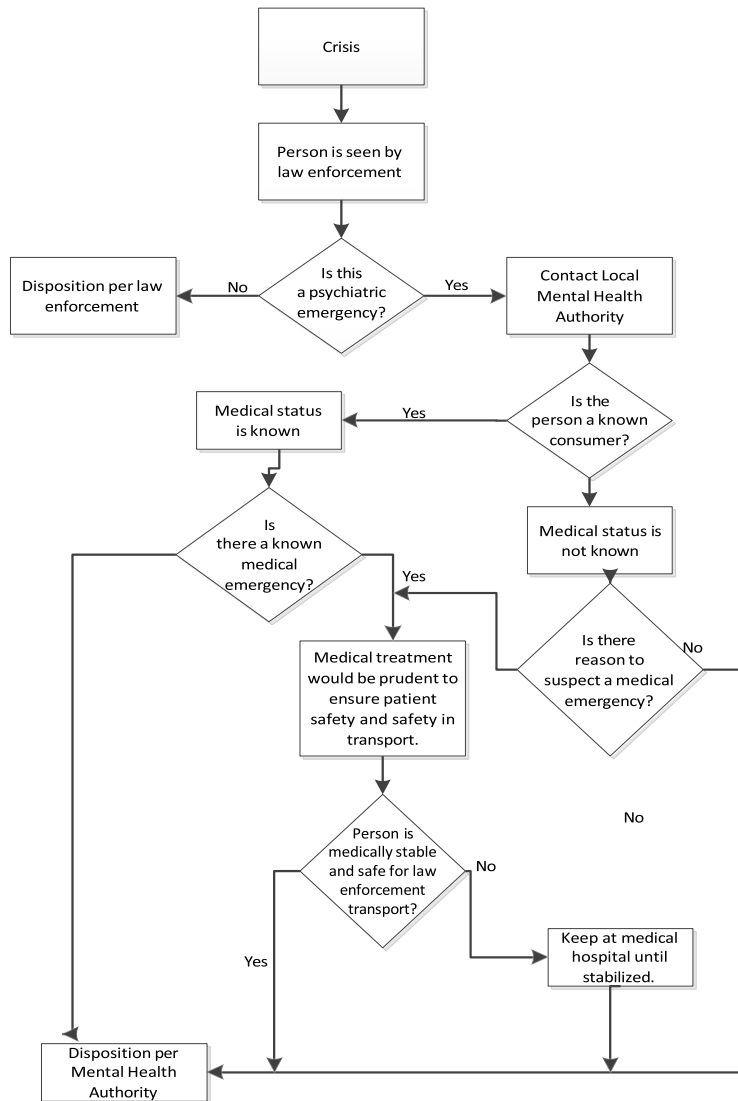 Crisis
Person is seen by
law enforcement
Disposition per law
enforcement
No
Is this
a psychiatric
emergency?
Yes
Contact Local
Mental Health
Authority
Is the
person a known
consumer?
Yes
Medical status
is known
Medical status is
not known
Is
there a known
medical
emergency?
Yes
Is there
reason to
suspect a medical
emergency?
No
Medical treatment
would be prudent to
ensure patient
safety and safety in
transport.
No
Person is
medically stable
and safe for law
enforcement
transport?
No
Yes
Keep at medical
hospital until
stabilized.
Disposition per
Mental Health
Authority